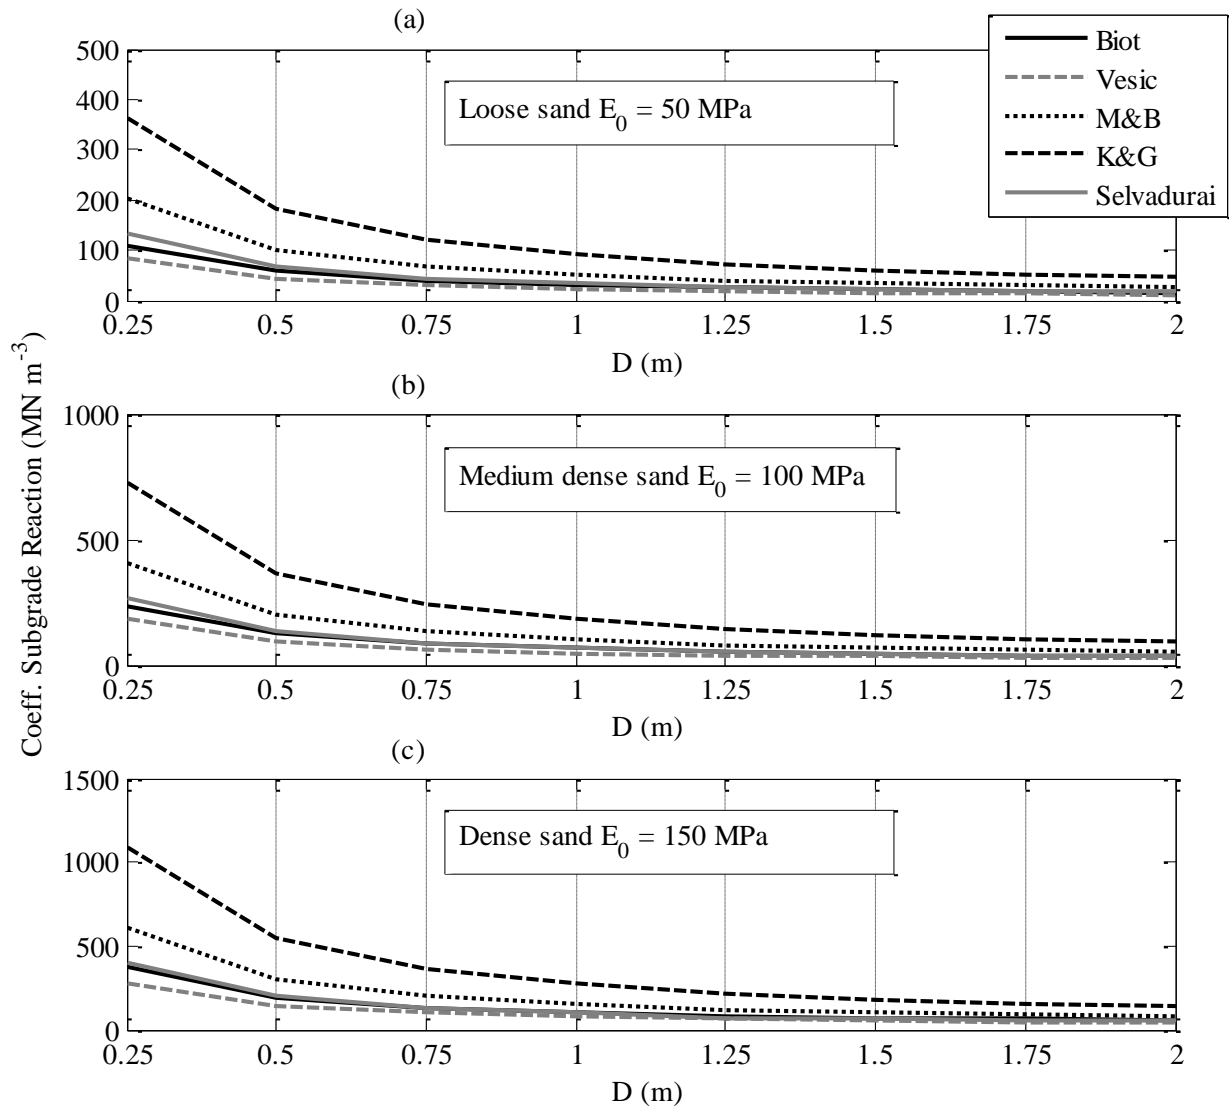 (a)
500
400
300
200
100
0
0.25 0.5 0.75 1 1.25 1.5 1.75 2
D (m)
Loose sand E0 = 50 MPa
Biot
Vesic
M&B
K&G
Selvadurai
Coeff. Subgrade Reaction (MN m-3)
(b)
1000
500
0
0.25 0.5 0.75 1 1.25 1.5 1.75 2
D (m)
Medium dense sand E0 = 100 MPa
(c)
1500
1000
500
0
0.25 0.5 0.75 1 1.25 1.5 1.75 2
D (m)
Dense sand E0 = 150 MPa